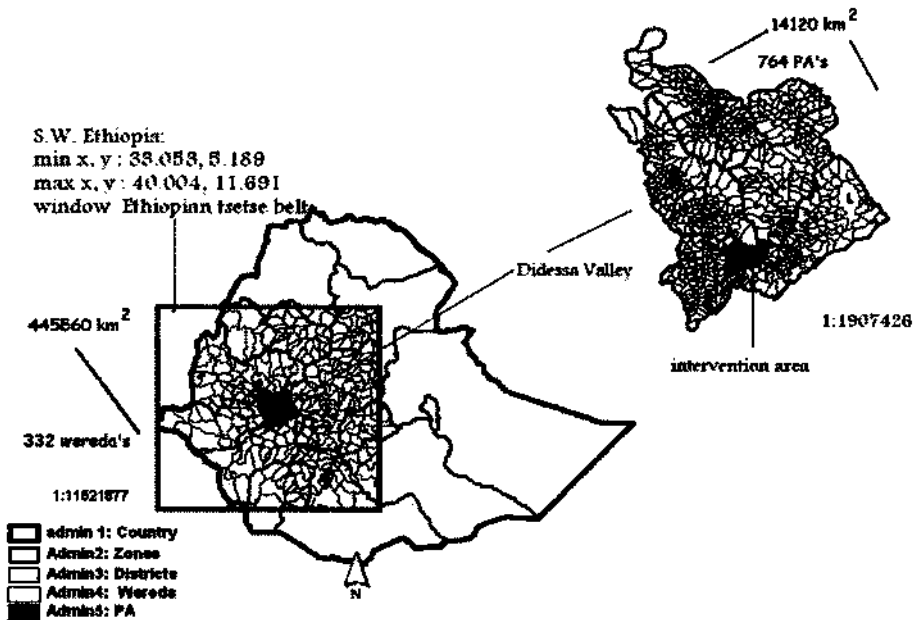 14120 km2
764 PA's
S.W. Ethiopia:
min x, y : 33.053, 5.189
max x, y : 40.004, 11.691
window Ethiopian tsetse belt
Didessa Valley
445860 km2
1:1907426
intervention area
332 wereda's
1:11621877
admin 1: Country
Admin2: Zones
Admin3: Districts
Admin4: Wereda
Admin5: PA
N